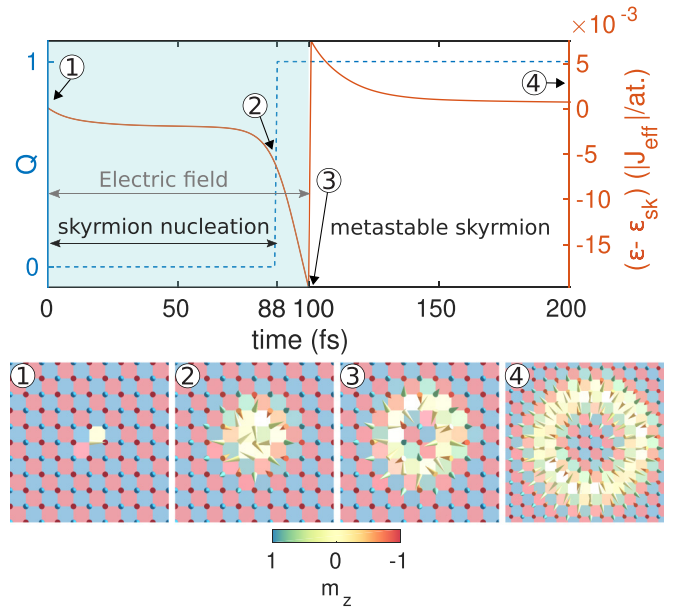 ×10⁻³
1
0
Q
5
0
-5
-10
-15
(ε- ε_sk) (|J_eff|/at.)
①
②
③
④
Electric field
skyrmion nucleation
metastable skyrmion
0 50 88 100 150 200
time (fs)
① ② ③ ④
1 0 -1
m_z